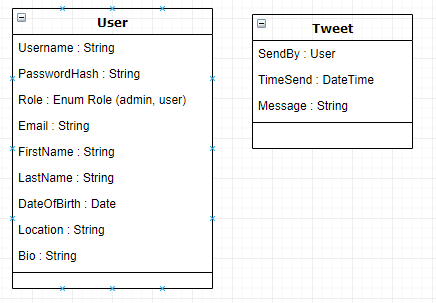 User
Username : String
PasswordHash : String
Role : Enum Role (admin, user)
Email : String
FirstName : String
LastName : String
DateOfBirth : Date
Location : String
Bio : String
Tweet
SendBy : User
TimeSend : DateTime
Message : String